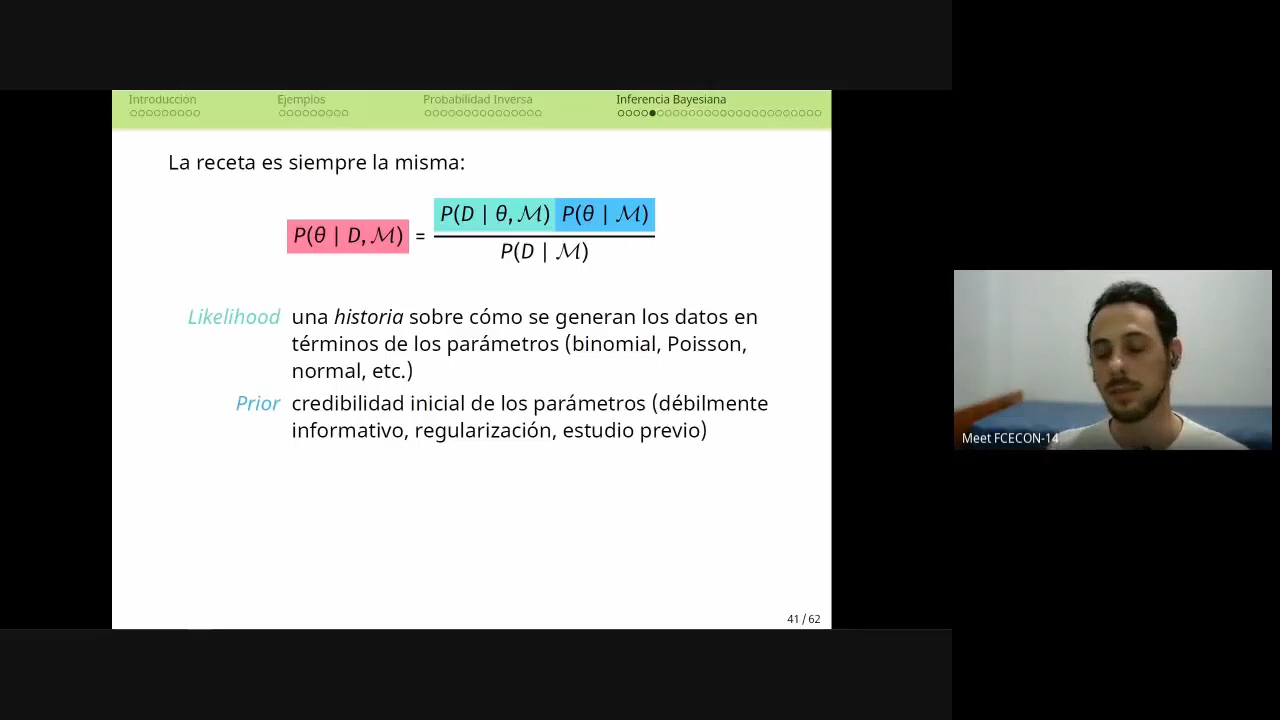 Introducción Ejemplos Probabilidad Inversa Inferencia Bayesiana
La receta es siempre la misma:
P(θ | D, ℳ) = P(D | θ, ℳ) P(θ | ℳ)
P(D | ℳ)
Likelihood una historia sobre cómo se generan los datos en
términos de los parámetros (binomial, Poisson,
normal, etc.)
Prior credibilidad inicial de los parámetros (débilmente
informativo, regularización, estudio previo)
Meet FCECON-14
41 / 62